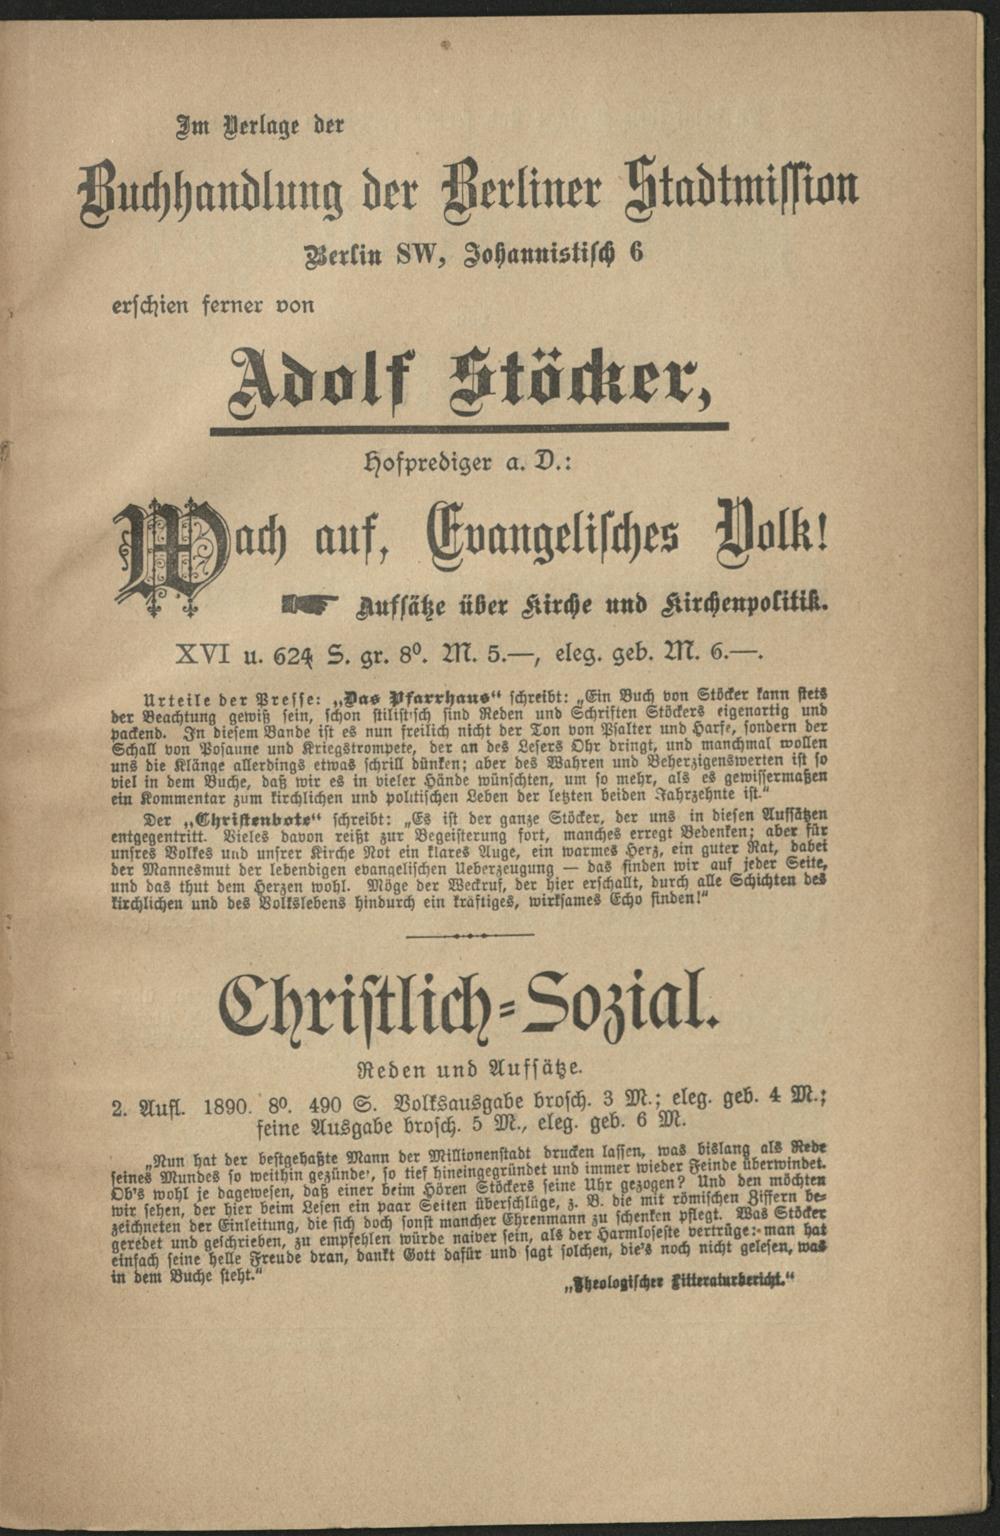 Im Verlage der
Buchhandlung der Berliner Stadtmission
Berlin SW, Johannistisch 6
erschien ferner von
Adolf Stöcker,
Hofprediger a. D.:
Wach auf, Evangelisches Volk!
Aufsätze über Kirche und Kirchenpolitik.
XVI u. 624 S. gr. 8⁰. M. 5.—, eleg. geb. M. 6.—.
Urteile der Presse: „Das Pfarrhaus“ schreibt: „Ein Buch von Stöcker kann stets
der Beachtung gewiß sein, schon stilistisch sind Reden und Schriften Stöckers eigenartig und
packend. In diesem Bande ist es nun freilich nicht der Ton von Psalter und Harfe, sondern der
Schall von Posaune und Kriegstrompete, der an des Lesers Ohr dringt, und manchmal wollen
uns die Klänge allerdings etwas schrill dünken; aber des Wahren und Beherzigenswerten ist so
viel in dem Buche, daß wir es in vieler Hände wünschten, um so mehr, als es gewissermaßen
ein Kommentar zum kirchlichen und politischen Leben der letzten beiden Jahrzehnte ist.“
Der „Christenbote“ schreibt: „Es ist der ganze Stöcker, der uns in diesen Aufsätzen
entgegentritt. Vieles davon reißt zur Begeisterung fort, manches erregt Bedenken; aber für
unsres Volkes und unsrer Kirche Not ein klares Auge, ein warmes Herz, ein guter Rat, dabei
der Mannesmut der lebendigen evangelischen Ueberzeugung — das finden wir auf jeder Seite,
und das thut dem Herzen wohl. Möge der Weckruf, der hier erschallt, durch alle Schichten des
kirchlichen und des Volkslebens hindurch ein kräftiges, wirksames Echo finden!“
Christlich-Sozial.
Reden und Aufsätze.
2. Aufl. 1890. 8⁰. 490 S. Volksausgabe brosch. 3 M.; eleg. geb. 4 M.;
feine Ausgabe brosch. 5 M., eleg. geb. 6 M.
„Nun hat der bestgehaßte Mann der Millionenstadt drucken lassen, was bislang als Rede
seines Mundes so weithin gezündet, so tief hineingegründet und immer wieder Feinde überwindet.
Ob's wohl je dagewesen, daß einer beim Hören Stöckers seine Uhr gezogen? Und den möchten
wir sehen, der hier beim Lesen ein paar Seiten überschlüge, z. B. die mit römischen Ziffern be-
zeichneten der Einleitung, die sich doch sonst mancher Ehrenmann zu schenken pflegt. Was Stöcker
geredet und geschrieben, zu empfehlen würde naiver sein, als der Harmloseste vertrüge: man hat
einfach seine helle Freude dran, dankt Gott dafür und sagt solchen, die's noch nicht gelesen, was
in dem Buche steht.“
„Theologischer Litteraturbericht.“